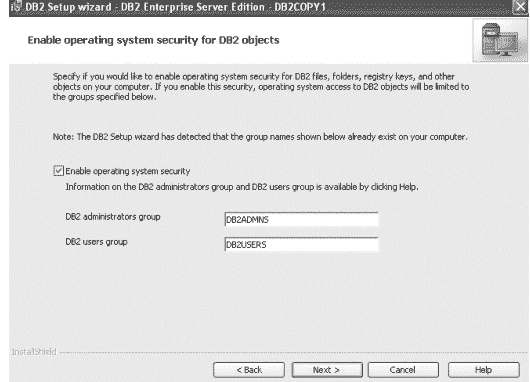 DB2 Setup wizard - DB2 Enterprise Server Edition - DB2COPY1
Enable operating system security for DB2 objects
Specify if you would like to enable operating system security for DB2 files, folders, registry keys, and other
objects on your computer. If you enable this security, operating system access to DB2 objects will be limited to
the groups specified below.
Note: The DB2 Setup wizard has detected that the group names shown below already exist on your computer.
Enable operating system security
Information on the DB2 administrators group and DB2 users group is available by clicking Help.
DB2 administrators group
DB2ADMNS
DB2 users group
DB2USERS
InstallShield
< Back
Next >
Cancel
Help